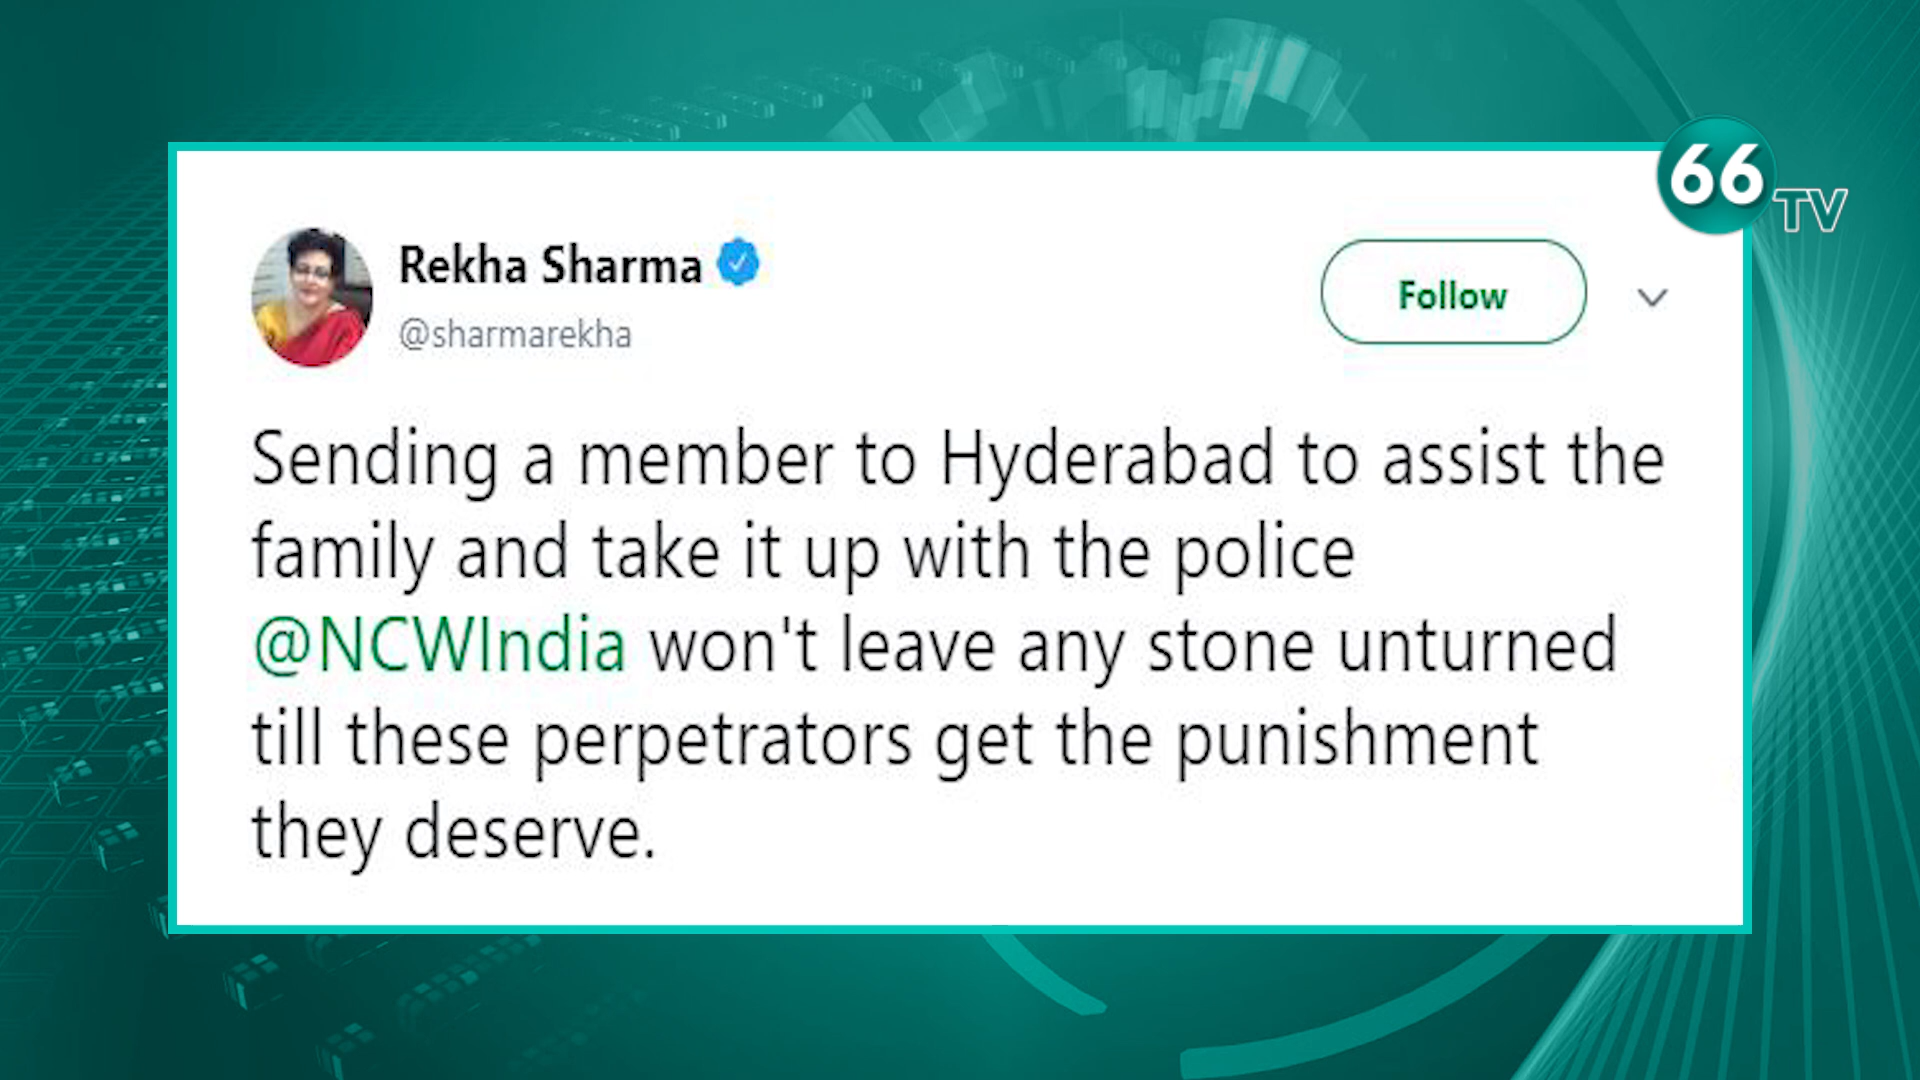 66
TV
Rekha Sharma
@sharmarekha
Follow
Sending a member to Hyderabad to assist the
family and take it up with the police
@NCWIndia won't leave any stone unturned
till these perpetrators get the punishment
they deserve.